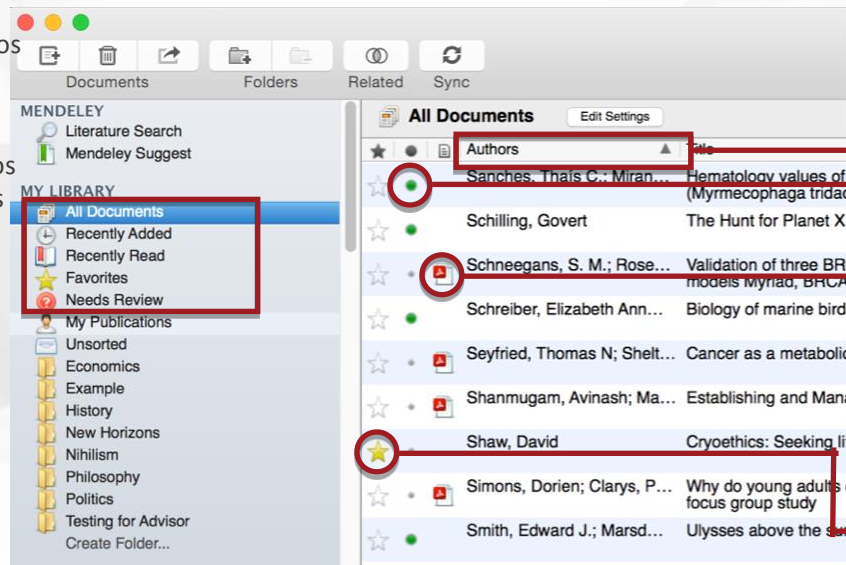 os
Documents
Folders
Related
Sync
MENDELEY
Literature Search
Mendeley Suggest
os
s
MY LIBRARY
All Documents
Recently Added
Recently Read
Favorites
Needs Review
My Publications
Unsorted
Economics
Example
History
New Horizons
Nihilism
Philosophy
Politics
Testing for Advisor
Create Folder...
All Documents
Edit Settings
Authors
Title
Sanches, Thaís C.; Miran... Hematology values of
(Myrmecophaga tridac
Schilling, Govert The Hunt for Planet X
Schneegans, S. M.; Rose... Validation of three BR
models Myriad, BRCA
Schreiber, Elizabeth Ann... Biology of marine bird
Seyfried, Thomas N; Shelt... Cancer as a metabolic
Shanmugam, Avinash; Ma... Establishing and Mana
Shaw, David Cryoethics: Seeking li
Simons, Dorien; Clarys, P... Why do young adults
focus group study
Smith, Edward J.; Marsd... Ulysses above the